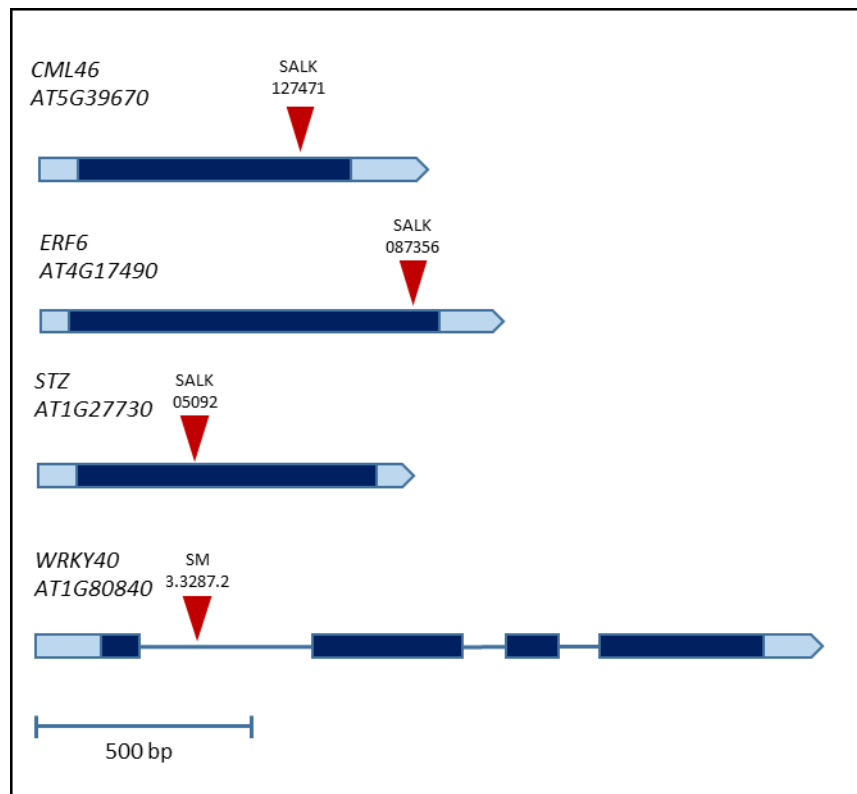 CML46
AT5G39670
SALK
127471
ERF6
AT4G17490
SALK
087356
STZ
AT1G27730
SALK
05092
WRKY40
AT1G80840
SM
3.3287.2
500 bp